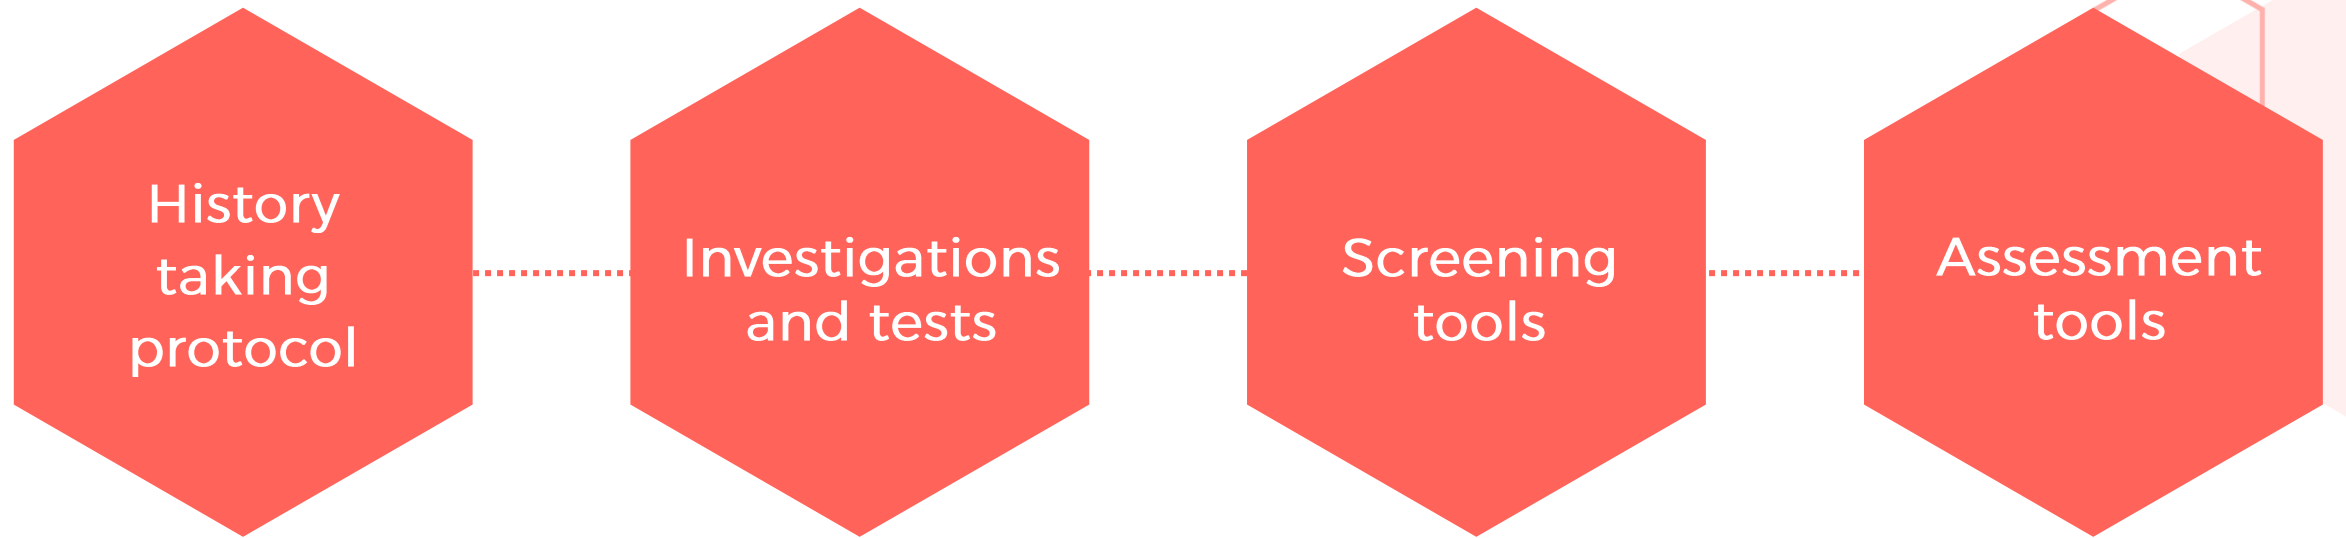 History
taking
protocol
Investigations
and tests
Screening
tools
Assessment
tools